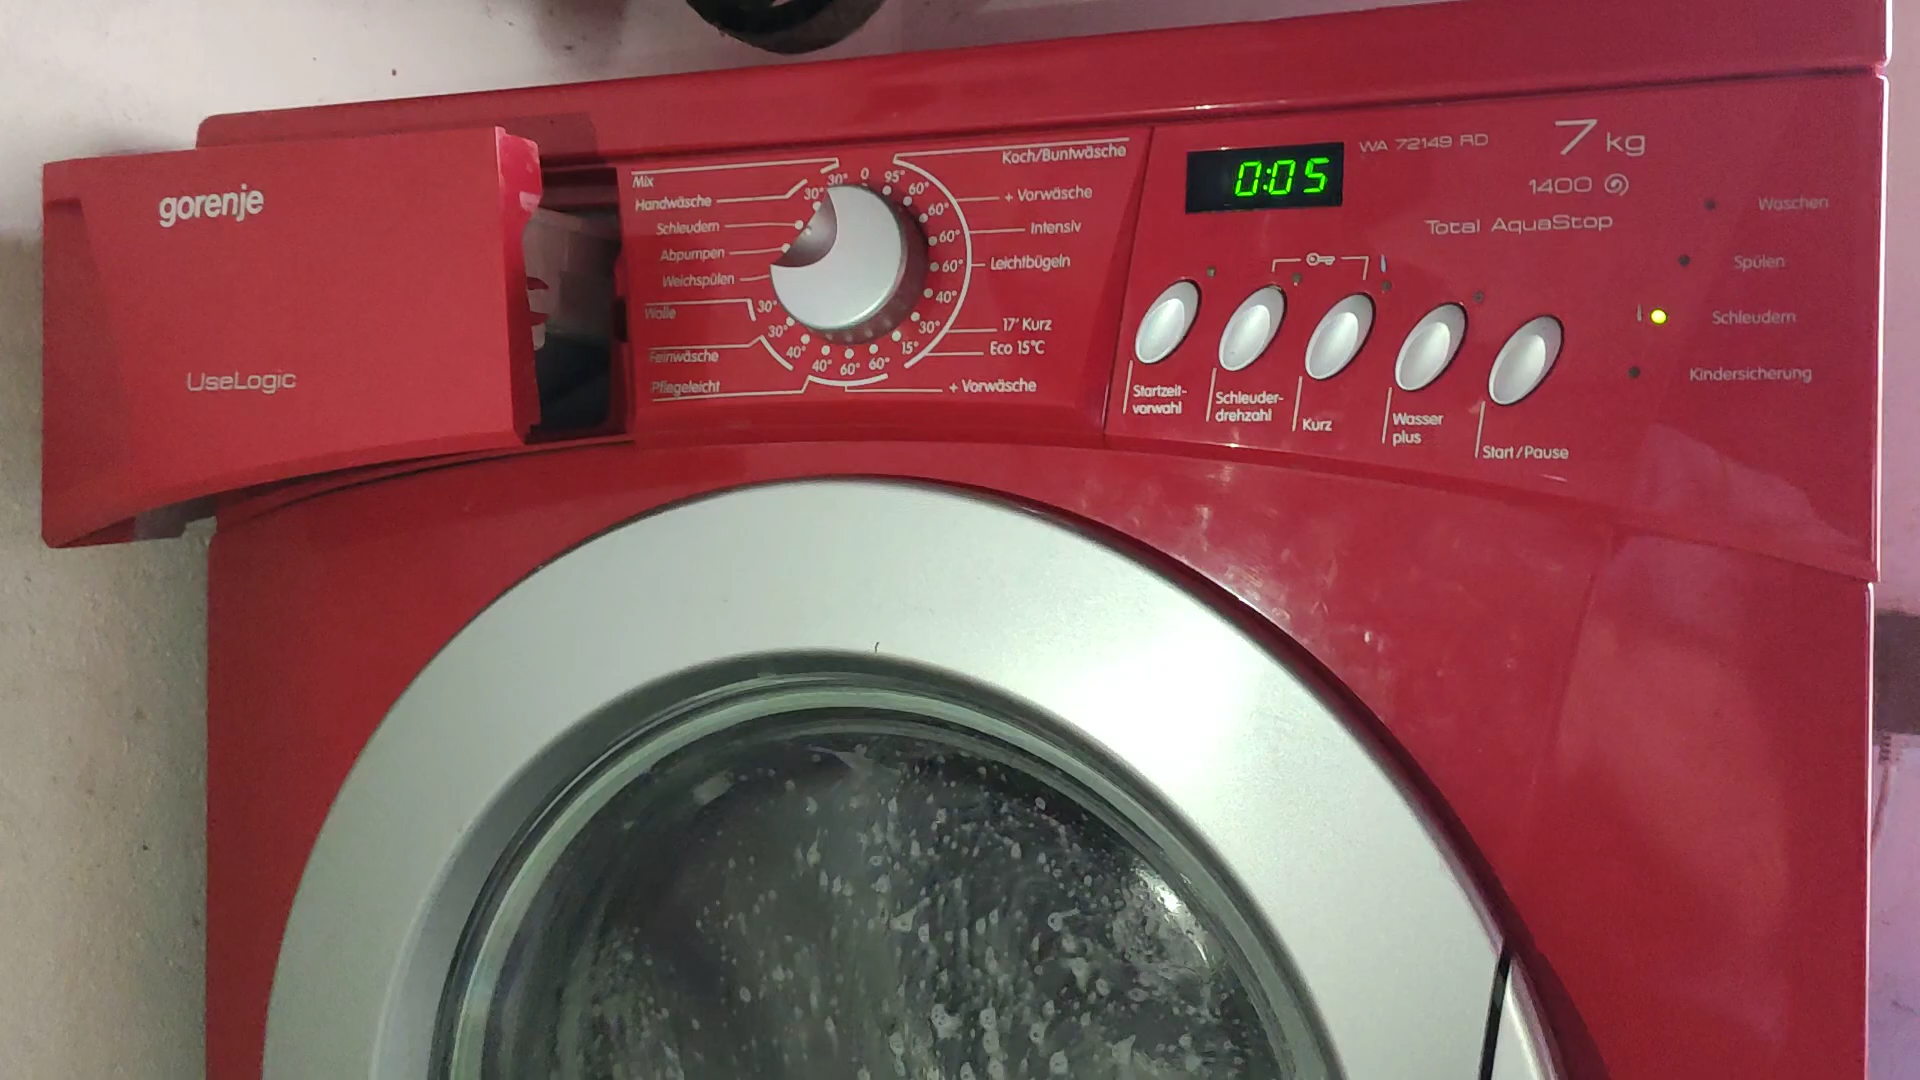 gorenje
UseLogic
Mix
Handwäsche
Schleudern
Abpumpen
Weichspülen
Wolle
Feinwäsche
Pflegeleicht
30°
30°
0
95°
60°
60°
60°
60°
40°
30°
15°
60°
60°
40°
40°
30°
30°
Koch/Buntwäsche
+ Vorwäsche
Intensiv
Leichtbügeln
17' Kurz
Eco 15°C
+ Vorwäsche
0:05
WA 72149 RD
7 kg
1400
Total AquaStop
Waschen
Spülen
Schleudern
Kindersicherung
Startzeit-
vorwahl
Schleuder-
drehzahl
Kurz
Wasser
plus
Start/Pause